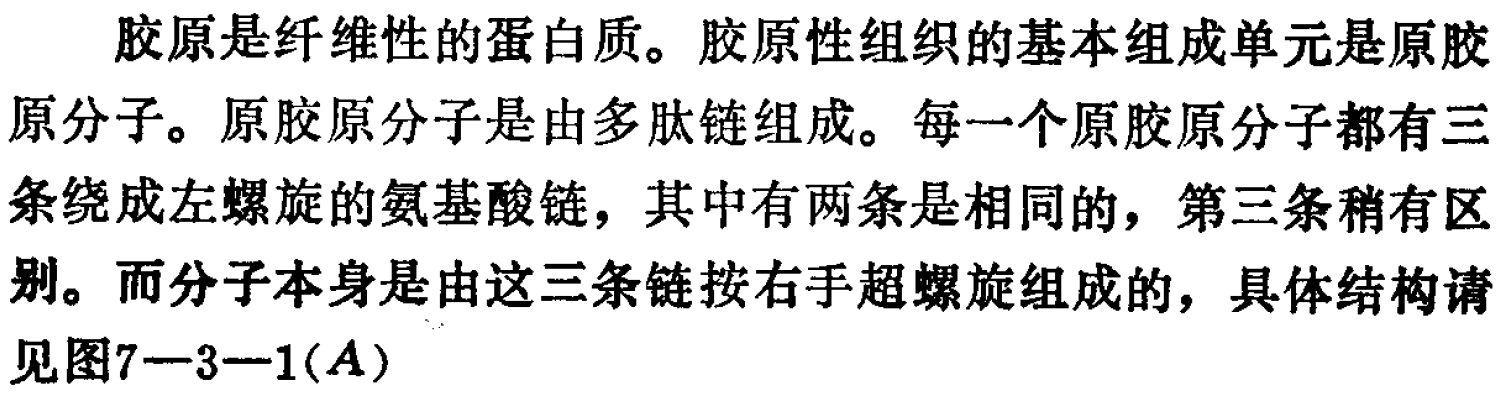 胶原是纤维性的蛋白质。胶原性组织的基本组成单元是原胶
原分子。原胶原分子是由多肽链组成。每一个原胶原分子都有三
条绕成左螺旋的氨基酸链，其中有两条是相同的，第三条稍有区
别。而分子本身是由这三条链按右手超螺旋组成的，具体结构请
见图7—3—1(A)